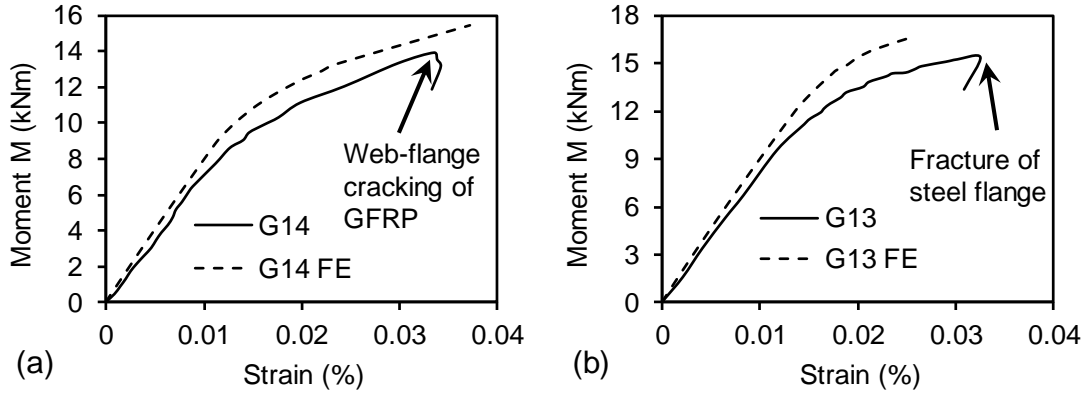 Moment M (kNm)
16
14
12
10
8
6
4
2
0
0
0.01
0.02
0.03
0.04
Strain (%)
G14
G14 FE
Web-flange
cracking of
GFRP
(a)
Moment M (kNm)
18
15
12
9
6
3
0
0
0.01
0.02
0.03
0.04
Strain (%)
G13
G13 FE
Fracture of
steel flange
(b)